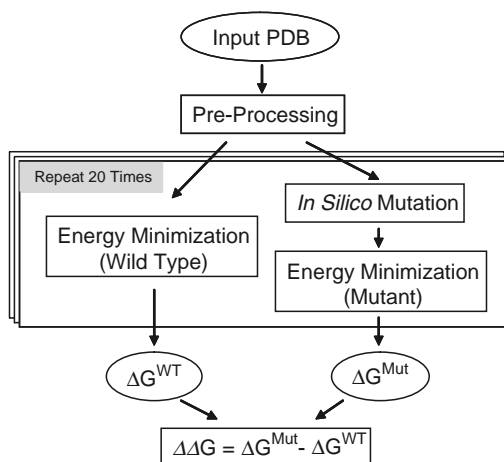 Input PDB
Pre-Processing
Repeat 20 Times
In Silico Mutation
Energy Minimization
(Wild Type)
Energy Minimization
(Mutant)
ΔG^WT
ΔG^Mut
ΔΔG = ΔG^Mut - ΔG^WT